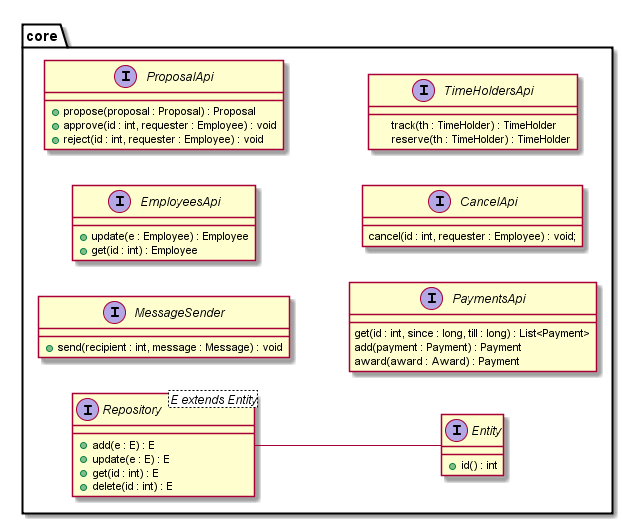 core
I ProposalApi
propose(proposal : Proposal) : Proposal
approve(id : int, requester : Employee) : void
reject(id : int, requester : Employee) : void
I TimeHoldersApi
track(th : TimeHolder) : TimeHolder
reserve(th : TimeHolder) : TimeHolder
I EmployeesApi
update(e : Employee) : Employee
get(id : int) : Employee
I CancelApi
cancel(id : int, requester : Employee) : void;
I MessageSender
send(recipient : int, message : Message) : void
I PaymentsApi
get(id : int, since : long, till : long) : List<Payment>
add(payment : Payment) : Payment
award(award : Award) : Payment
E extends Entity
I Repository
add(e : E) : E
update(e : E) : E
get(id : int) : E
delete(id : int) : E
I Entity
id() : int